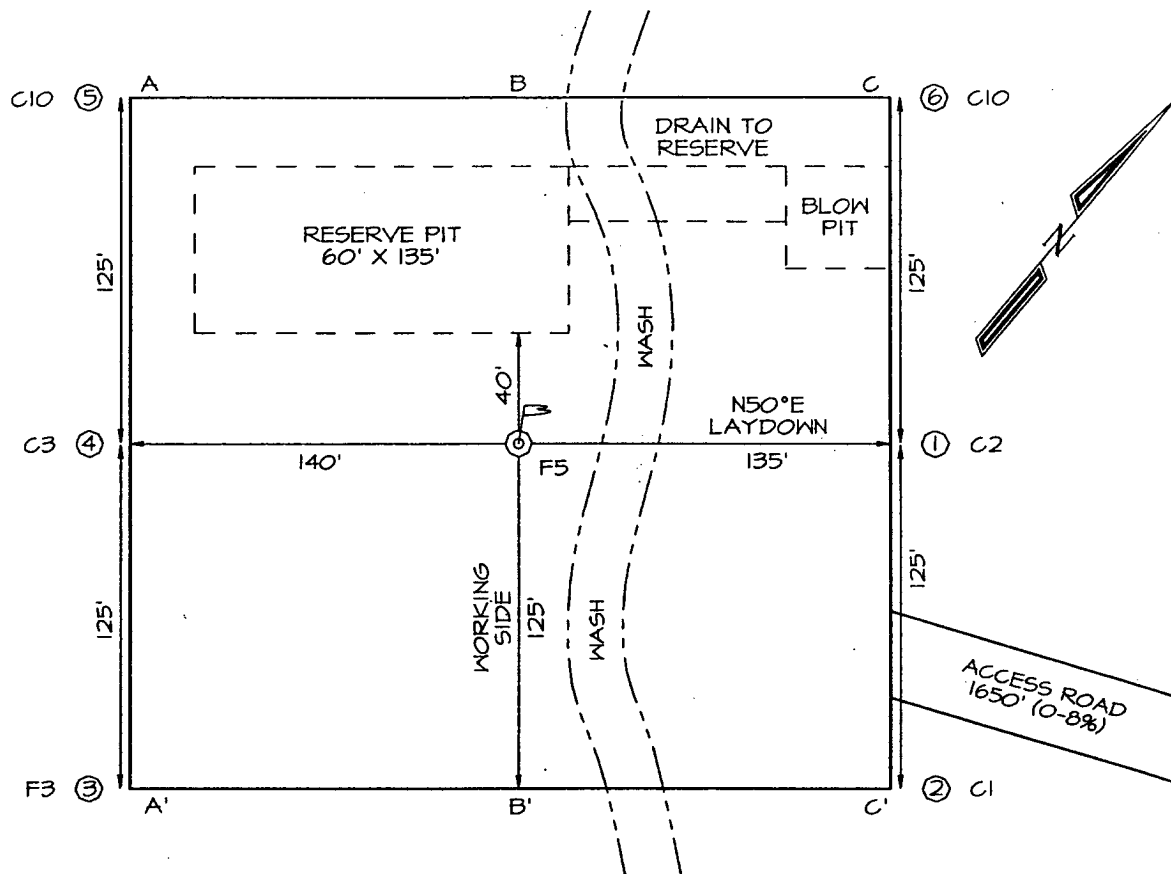 A B C
C10 5 6 C10
DRAIN TO
RESERVE
RESERVE PIT
60' X 135'
BLOW
PIT
125' 125'
N
WASH
40'
N50°E
LAYDOWN
C3 4 1 C2
140' F5 135'
WORKING
SIDE
125'
WASH
125' 125'
ACCESS ROAD
1650' (0-8%)
F3 3 2 C1
A' B' C'